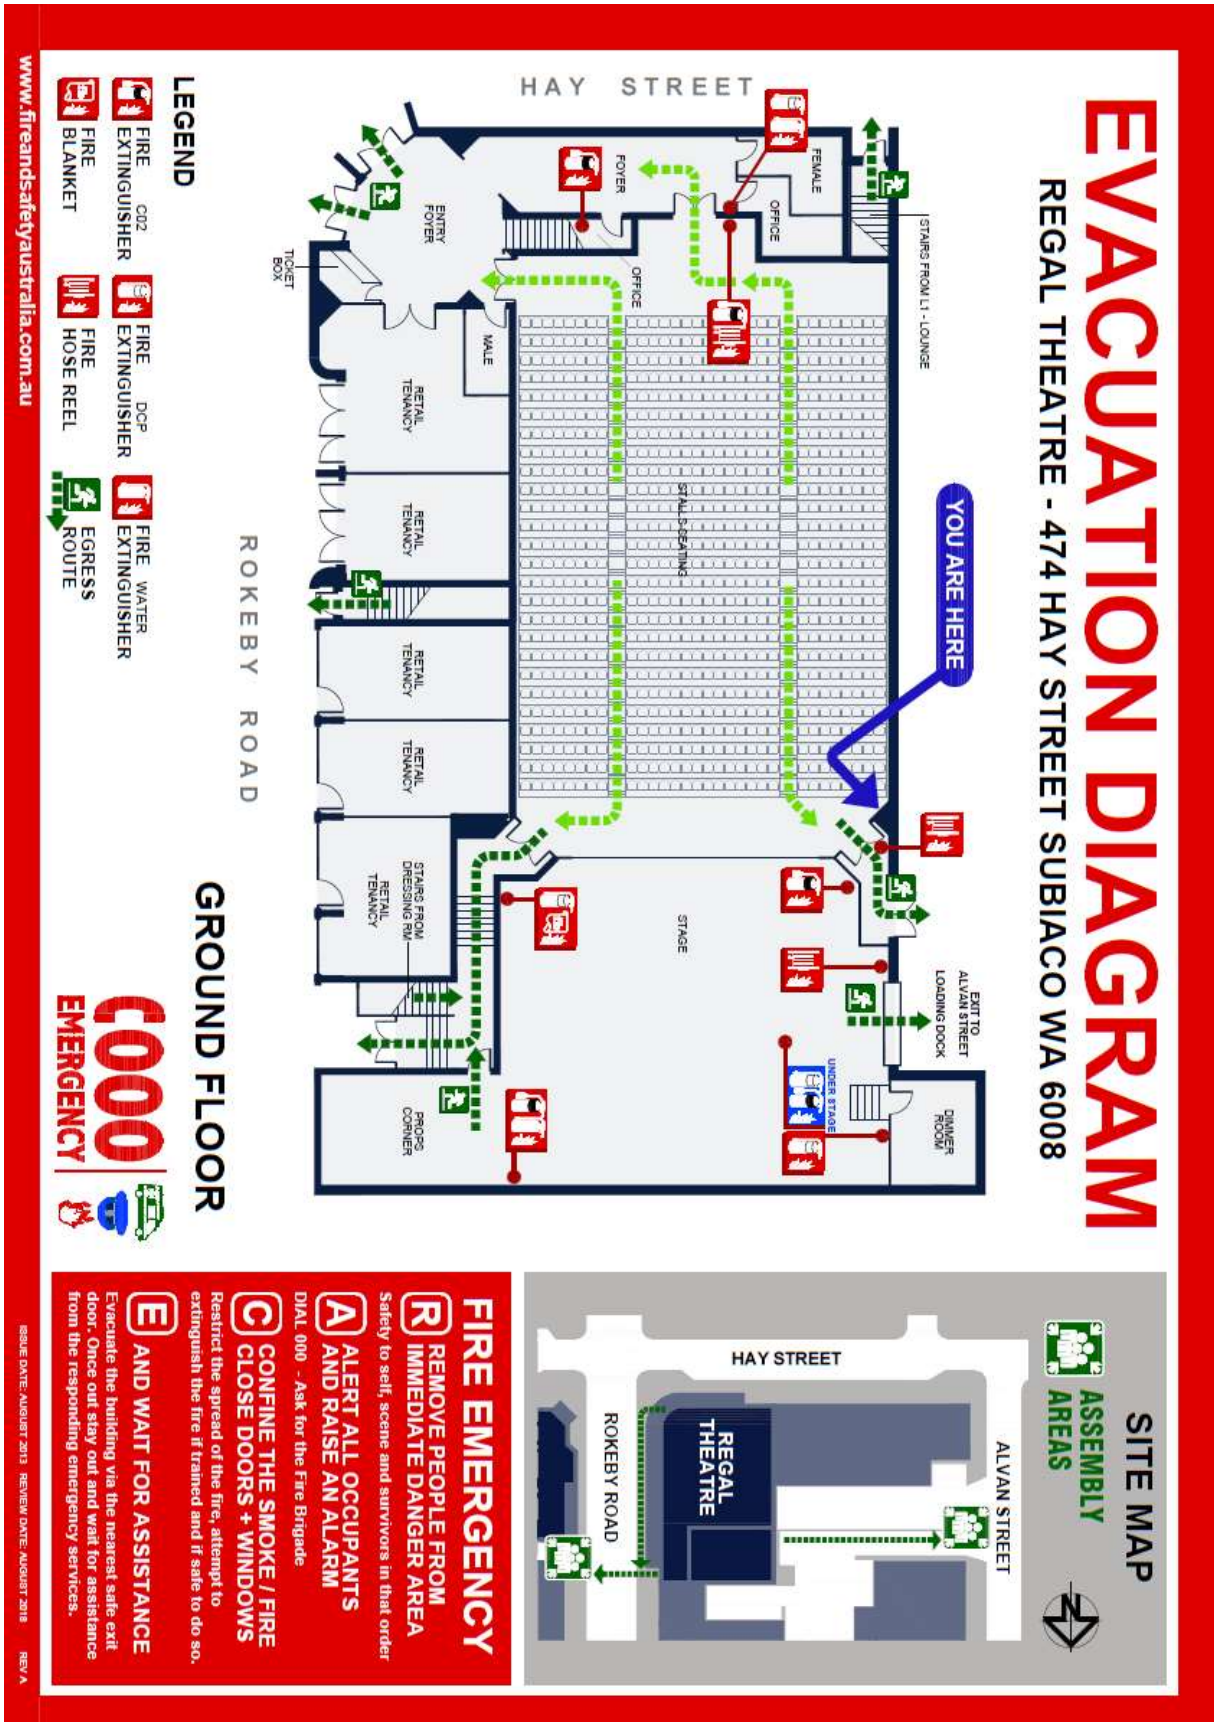 EVACUATION DIAGRAM
REGAL THEATRE - 474 HAY STREET SUBIACO WA 6008
YOU ARE HERE
STAIRS FROM L1 - LOUNGE
EXIT TO
ALVAN STREET
LOADING DOCK
DIMMER
ROOM
FEMALE
OFFICE
FOYER
OFFICE
HAY STREET
STALLS SEATING
STAGE
UNDER STAGE
ENTRY
FOYER
MALE
TICKET
BOX
RETAIL
TENANCY
RETAIL
TENANCY
RETAIL
TENANCY
RETAIL
TENANCY
STAIRS FROM
DRESSING RM
RETAIL
TENANCY
PROPS
CORNER
ROKEBY ROAD
GROUND FLOOR
LEGEND
FIRE CO2
EXTINGUISHER
FIRE DCP
EXTINGUISHER
FIRE WATER
EXTINGUISHER
FIRE
BLANKET
FIRE
HOSE REEL
EGRESS
ROUTE
000
EMERGENCY
SITE MAP
ASSEMBLY
AREAS
N
ALVAN STREET
HAY STREET
REGAL
THEATRE
ROKEBY ROAD
FIRE EMERGENCY
R REMOVE PEOPLE FROM
IMMEDIATE DANGER AREA
Safety to self, scene and survivors in that order
A ALERT ALL OCCUPANTS
AND RAISE AN ALARM
DIAL 000 - Ask for the Fire Brigade
C CONFINE THE SMOKE / FIRE
CLOSE DOORS + WINDOWS
Restrict the spread of the fire, attempt to
extinguish the fire if trained and if safe to do so.
E AND WAIT FOR ASSISTANCE
Evacuate the building via the nearest safe exit
door. Once out stay out and wait for assistance
from the responding emergency services.
www.fireandsafetyaustralia.com.au
ISSUE DATE: AUGUST 2013 REVIEW DATE: AUGUST 2018 REV A